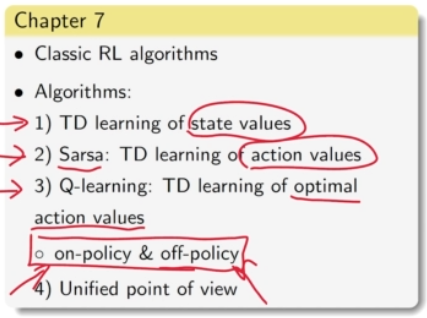 Chapter 7
• Classic RL algorithms
• Algorithms:
1) TD learning of state values
2) Sarsa: TD learning of action values
3) Q-learning: TD learning of optimal
action values
○ on-policy & off-policy
4) Unified point of view